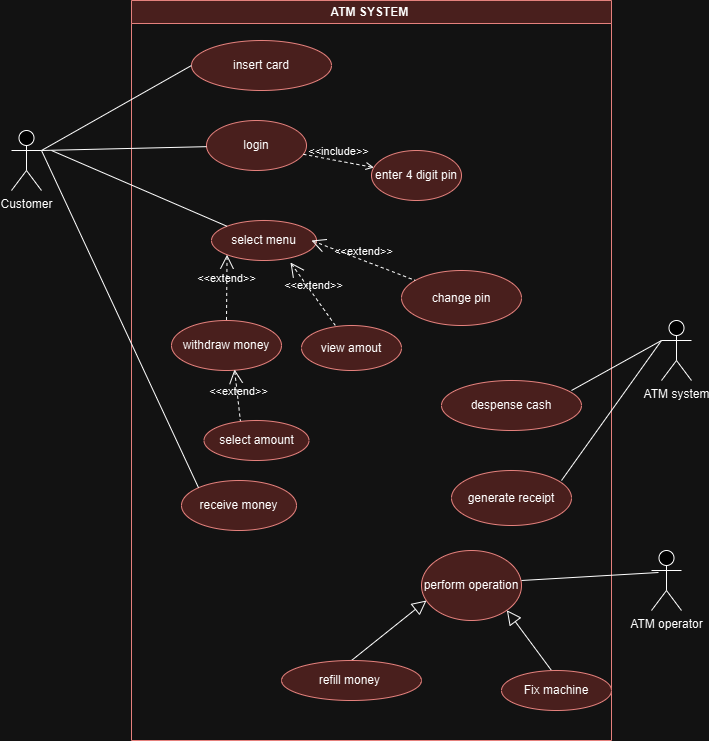 ATM SYSTEM
insert card
login
<<include>>
enter 4 digit pin
Customer
select menu
<<extend>>
<<extend>>
<<extend>>
change pin
withdraw money
view amout
ATM system
<<extend>>
despense cash
select amount
generate receipt
receive money
perform operation
ATM operator
refill money
Fix machine